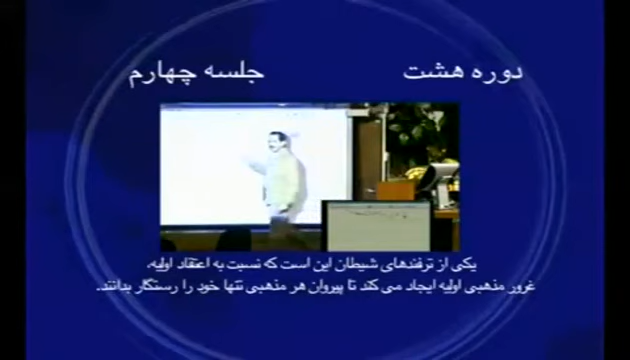 دوره هشت
جلسه چهارم
یکی از ترفندهای شیطان این است که نسبت به اعتقاد اولیه،
غرور مذهبی اولیه ایجاد می کند تا پیروان هر مذهبی تنها خود را رستگار بدانند.